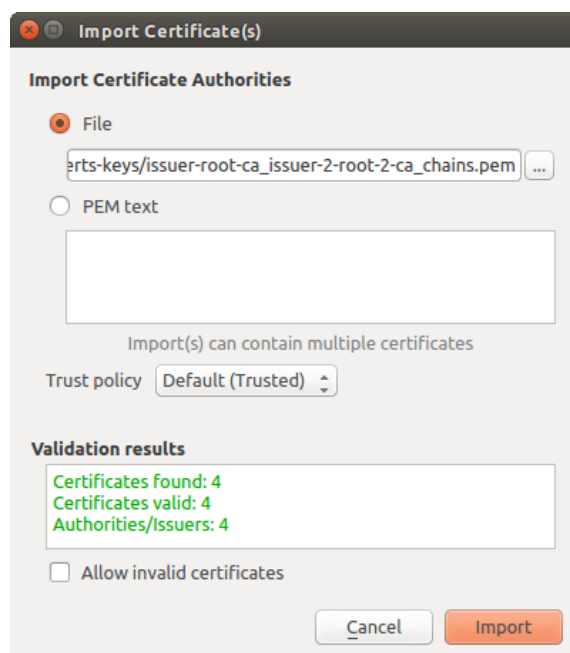 Import Certificate(s)
Import Certificate Authorities
File
erts-keys/issuer-root-ca_issuer-2-root-2-ca_chains.pem ...
PEM text
Import(s) can contain multiple certificates
Trust policy Default (Trusted)
Validation results
Certificates found: 4
Certificates valid: 4
Authorities/Issuers: 4
Allow invalid certificates
Cancel Import